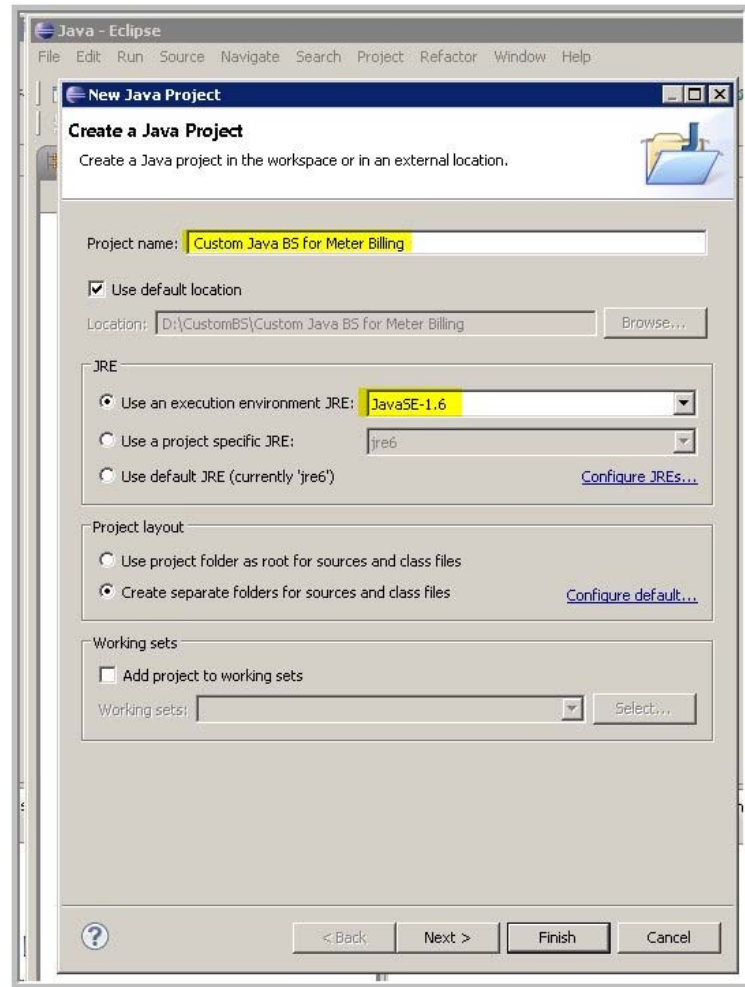 Java - Eclipse
File Edit Run Source Navigate Search Project Refactor Window Help
New Java Project
Create a Java Project
Create a Java project in the workspace or in an external location.
Project name: Custom Java BS for Meter Billing
Use default location
Location: D:\CustomBS\Custom Java BS for Meter Billing Browse...
JRE
Use an execution environment JRE: JavaSE-1.6
Use a project specific JRE: jre6
Use default JRE (currently 'jre6') Configure JREs...
Project layout
Use project folder as root for sources and class files
Create separate folders for sources and class files Configure default...
Working sets
Add project to working sets
Working sets: Select...
? < Back Next > Finish Cancel